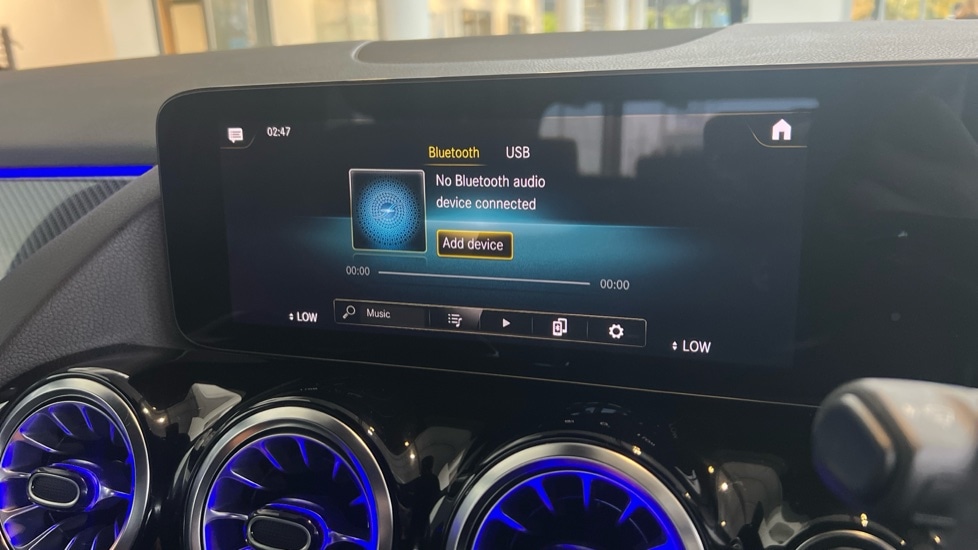 02:47
Bluetooth USB
No Bluetooth audio
device connected
Add device
00:00 00:00
LOW Music LOW